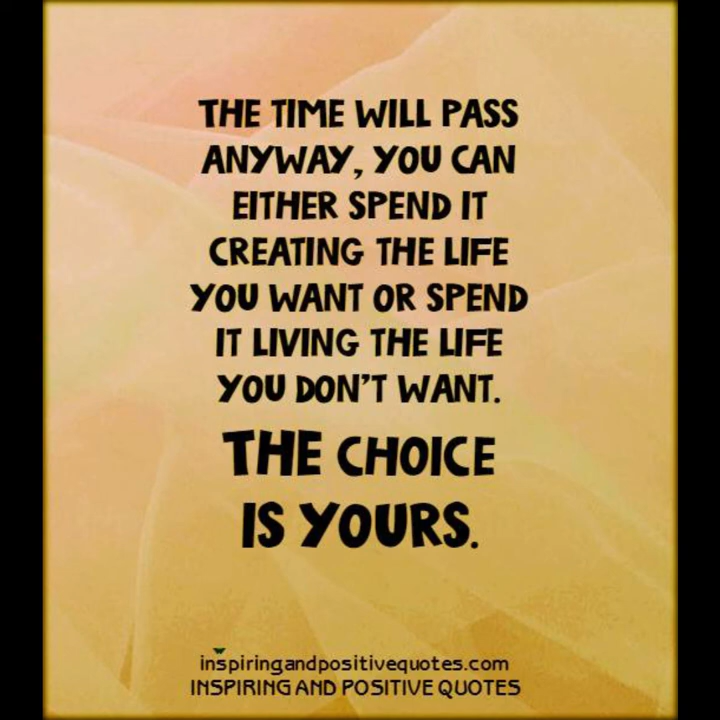 THE TIME WILL PASS
ANYWAY, YOU CAN
EITHER SPEND IT
CREATING THE LIFE
YOU WANT OR SPEND
IT LIVING THE LIFE
YOU DON'T WANT.
THE CHOICE
IS YOURS.
inspiringandpositivequotes.com
INSPIRING AND POSITIVE QUOTES